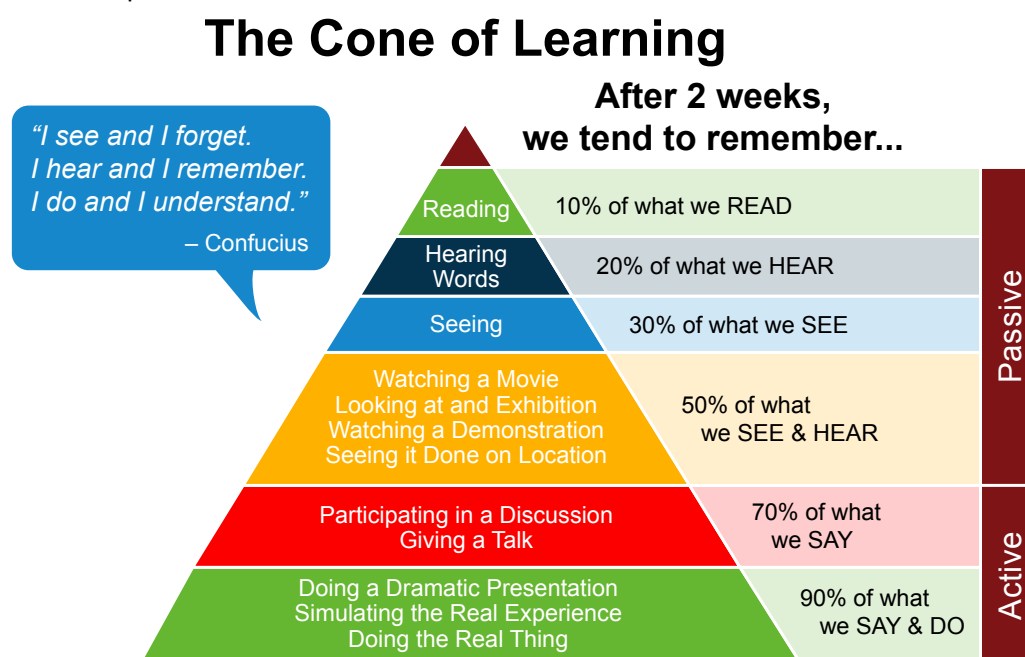 The Cone of Learning
After 2 weeks,
we tend to remember...
“I see and I forget.
I hear and I remember.
I do and I understand.”
– Confucius
Reading
10% of what we READ
Hearing
Words
20% of what we HEAR
Seeing
30% of what we SEE
Watching a Movie
Looking at and Exhibition
Watching a Demonstration
Seeing it Done on Location
50% of what
we SEE & HEAR
Passive
Participating in a Discussion
Giving a Talk
70% of what
we SAY
Doing a Dramatic Presentation
Simulating the Real Experience
Doing the Real Thing
90% of what
we SAY & DO
Active